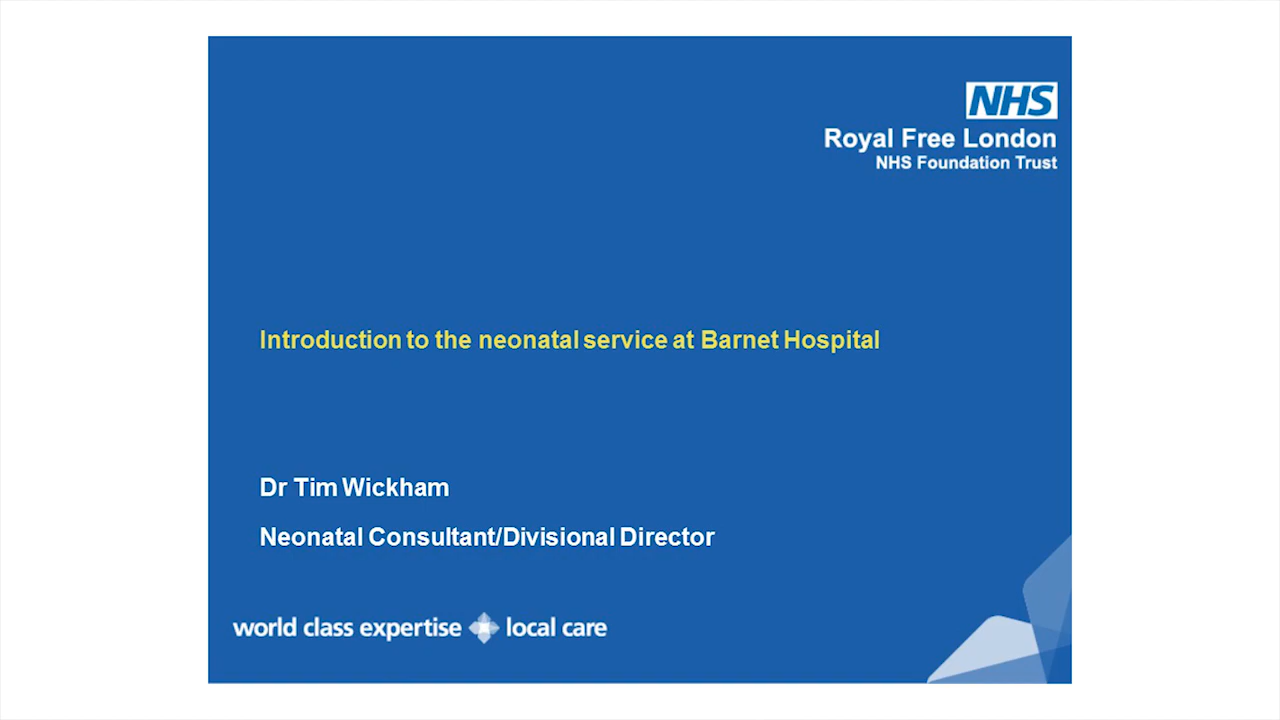 NHS
Royal Free London
NHS Foundation Trust
Introduction to the neonatal service at Barnet Hospital
Dr Tim Wickham
Neonatal Consultant/Divisional Director
world class expertise local care